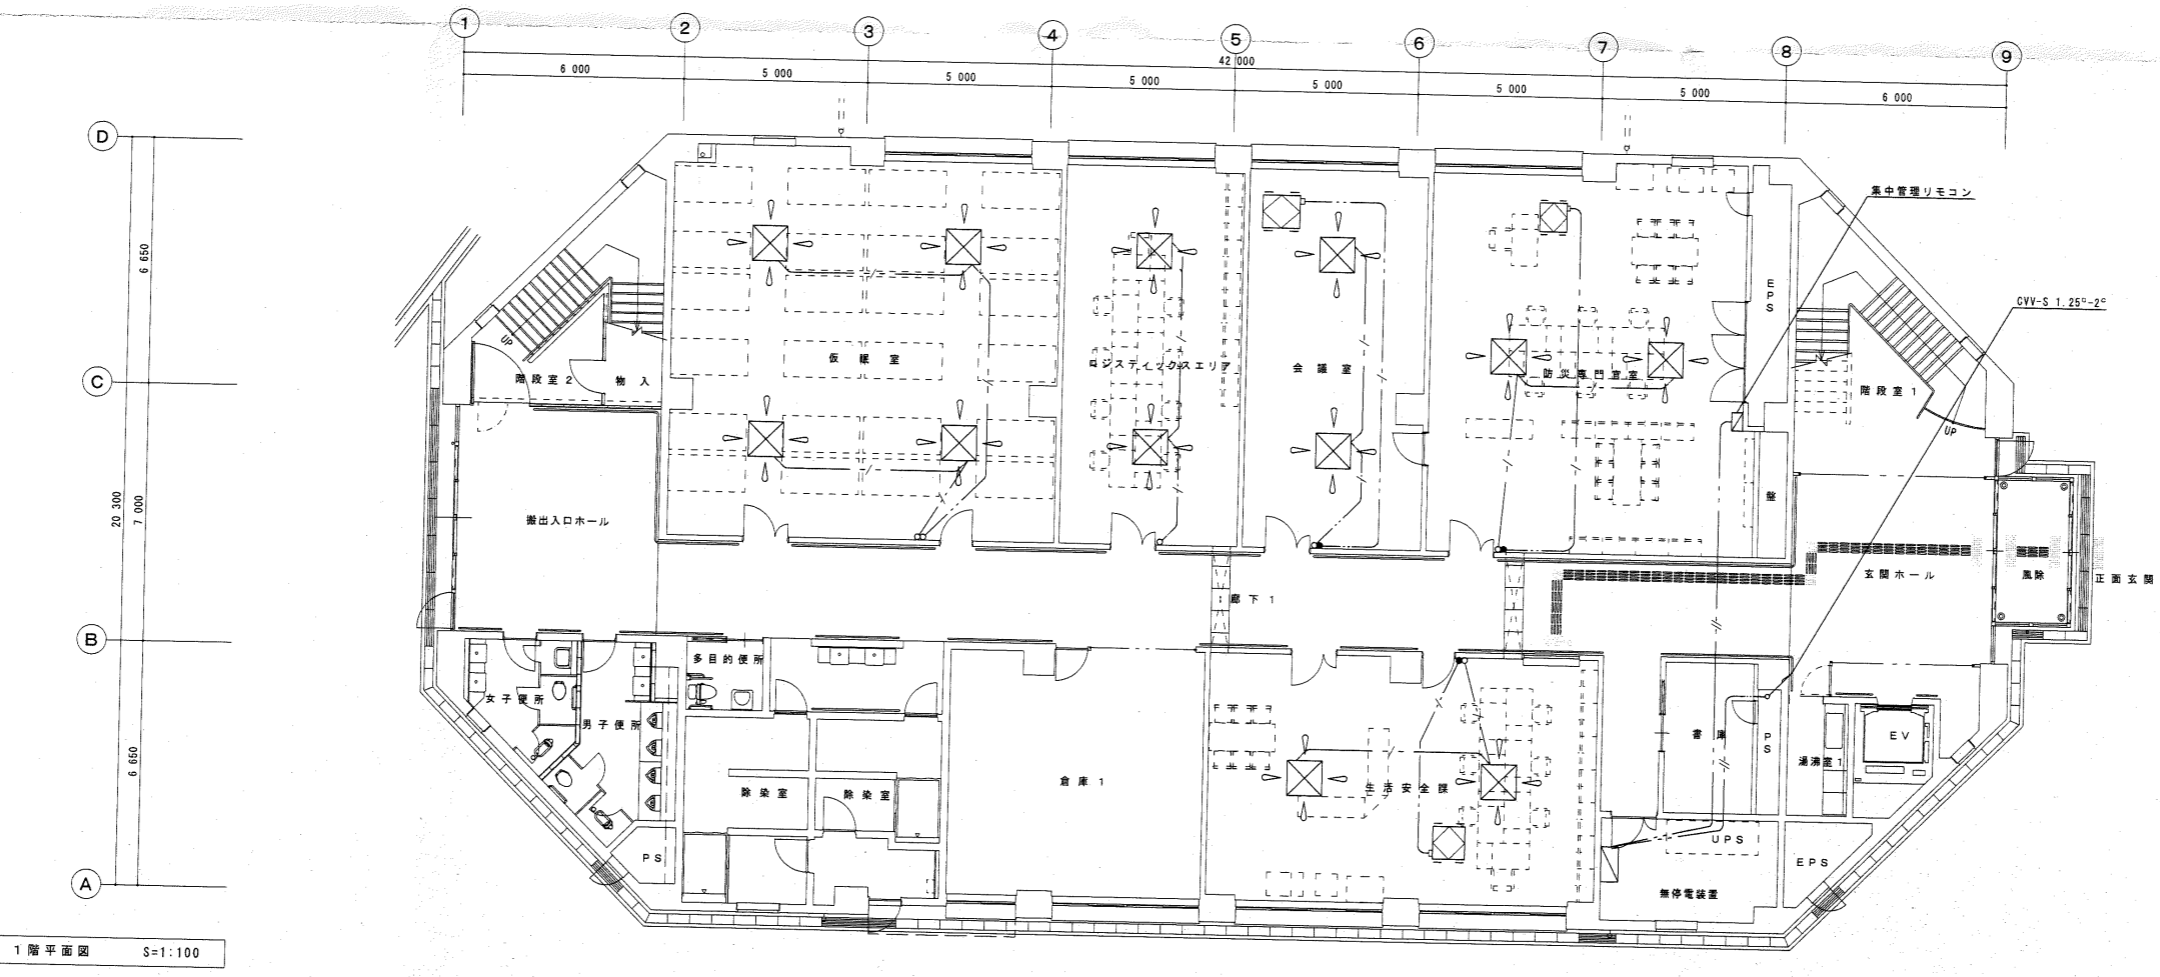 1
2
3
4
5
6
7
8
9
42 000
6 000
5 000
5 000
5 000
5 000
5 000
5 000
6 000
D
C
B
A
6 650
7 000
6 650
20 300
集中管理リモコン
CVV-S 1.25□-2C
EPS
UP
階段室2
物入
仮眠室
ロジスティックスエリア
会議室
防災専門官室
階段室1
UP
盤
搬出入口ホール
廊下1
玄関ホール
風除
正面玄関
女子便所
男子便所
多目的便所
除染室
除染室
倉庫1
生活安全課
書庫
PS
湯沸室1
EV
PS
UPS
無停電装置
EPS
1階平面図 S=1:100